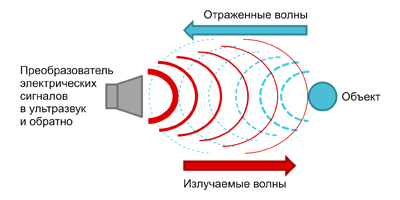 Отраженные волны
Преобразователь
электрических
сигналов
в ультразвук
и обратно
Объект
Излучаемые волны